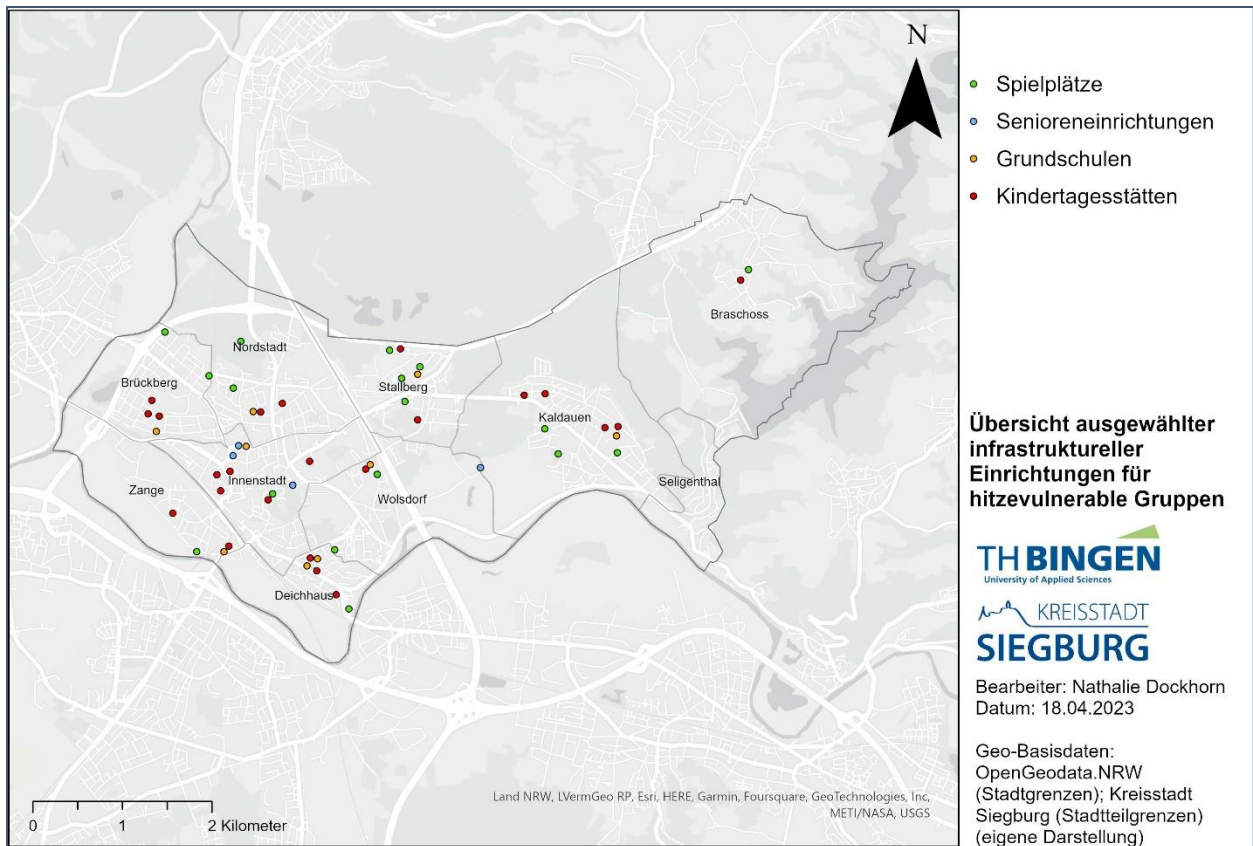 N
Nordstadt
Brückberg
Stallberg
Braschoss
Kaldauen
Innenstadt
Zange
Wolsdorf
Seligenthal
Deichhaus
0 1 2 Kilometer
Land NRW, LVermGeo RP, Esri, HERE, Garmin, Foursquare, GeoTechnologies, Inc,
METI/NASA, USGS
Spielplätze
Senioreneinrichtungen
Grundschulen
Kindertagesstätten
Übersicht ausgewählter
infrastruktureller
Einrichtungen für
hitzevulnerable Gruppen
TH BINGEN
University of Applied Sciences
KREISSTADT
SIEGBURG
Bearbeiter: Nathalie Dockhorn
Datum: 18.04.2023
Geo-Basisdaten:
OpenGeodata.NRW
(Stadtgrenzen); Kreisstadt
Siegburg (Stadtteilgrenzen)
(eigene Darstellung)